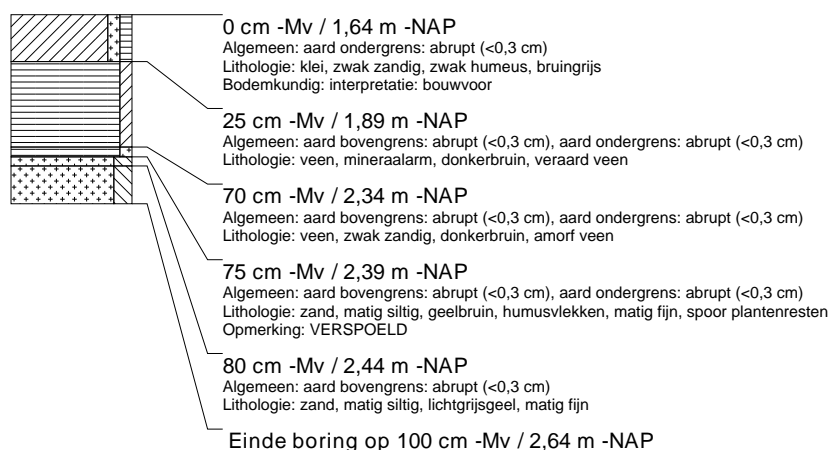 0 cm -Mv / 1,64 m -NAP
Algemeen: aard ondergrens: abrupt (<0,3 cm)
Lithologie: klei, zwak zandig, zwak humeus, bruingrijs
Bodemkundig: interpretatie: bouwvoor
25 cm -Mv / 1,89 m -NAP
Algemeen: aard bovengrens: abrupt (<0,3 cm), aard ondergrens: abrupt (<0,3 cm)
Lithologie: veen, mineraalarm, donkerbruin, veraard veen
70 cm -Mv / 2,34 m -NAP
Algemeen: aard bovengrens: abrupt (<0,3 cm), aard ondergrens: abrupt (<0,3 cm)
Lithologie: veen, zwak zandig, donkerbruin, amorf veen
75 cm -Mv / 2,39 m -NAP
Algemeen: aard bovengrens: abrupt (<0,3 cm), aard ondergrens: abrupt (<0,3 cm)
Lithologie: zand, matig siltig, geelbruin, humusvlekken, matig fijn, spoor plantenresten
Opmerking: VERSPOELD
80 cm -Mv / 2,44 m -NAP
Algemeen: aard bovengrens: abrupt (<0,3 cm)
Lithologie: zand, matig siltig, lichtgrijsgeel, matig fijn
Einde boring op 100 cm -Mv / 2,64 m -NAP